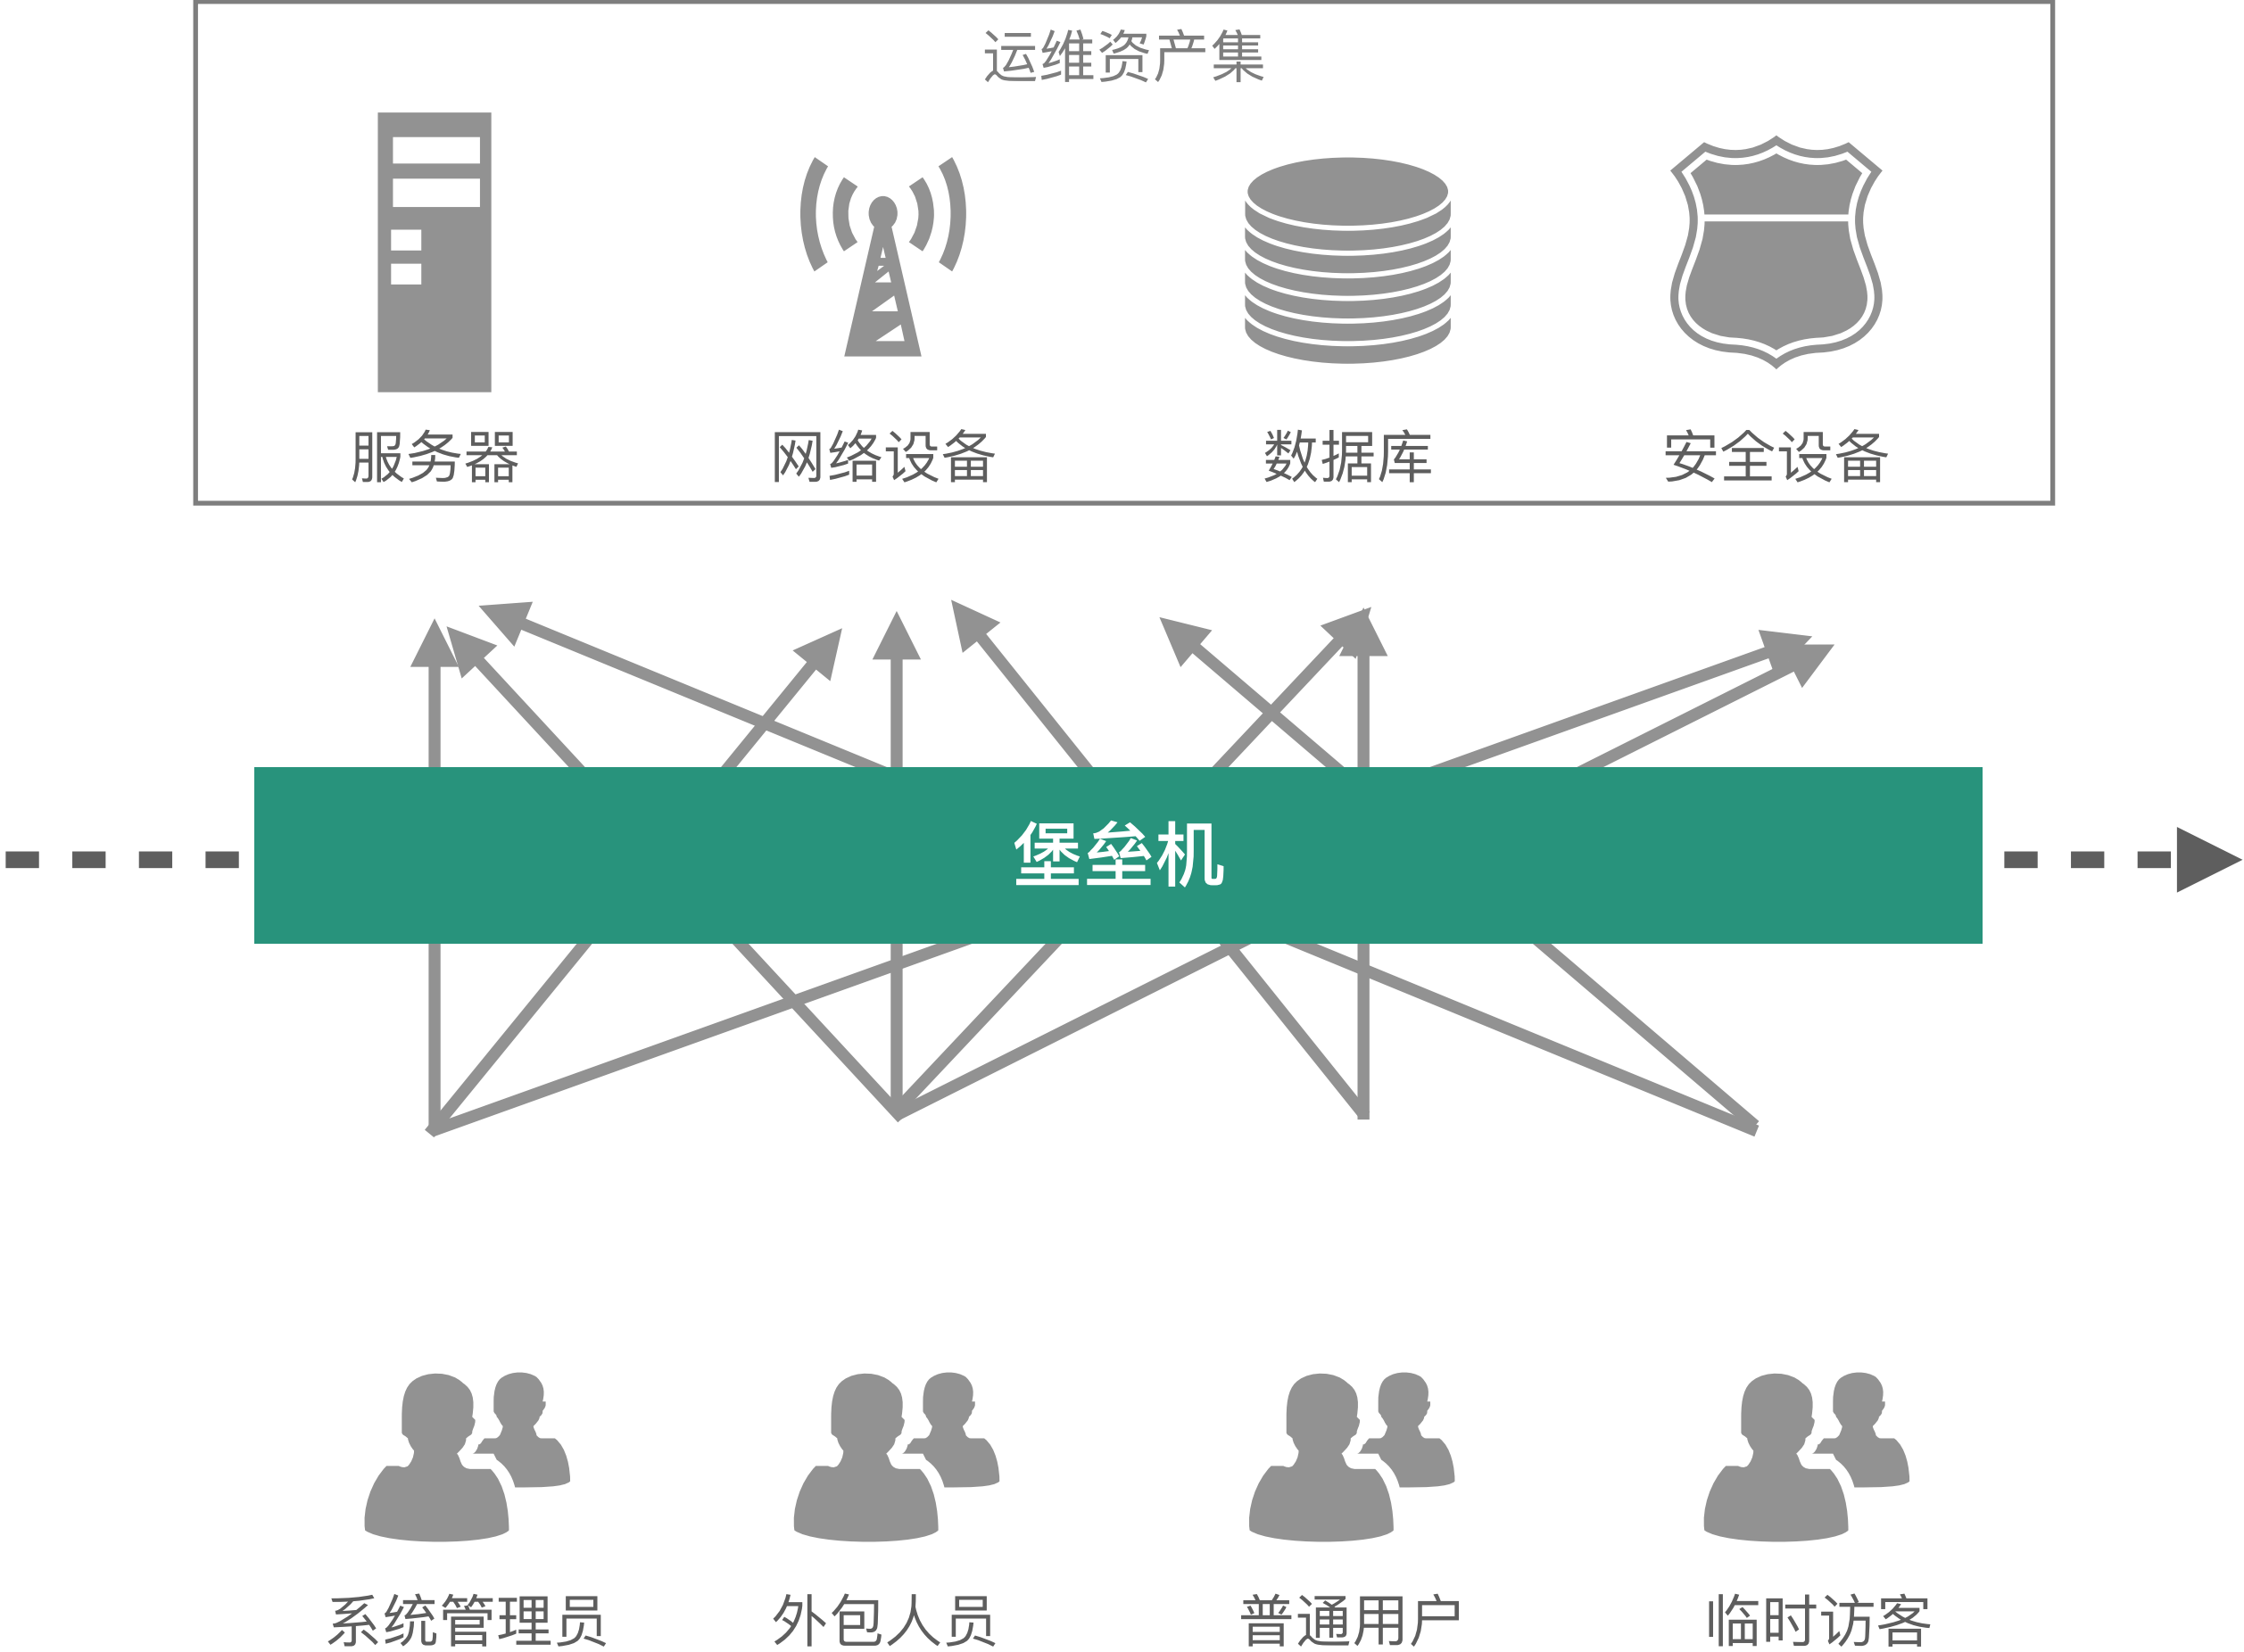 运维资产集
服务器
网络设备
数据库
安全设备
堡垒机
系统管理员
外包人员
普通用户
临时访客